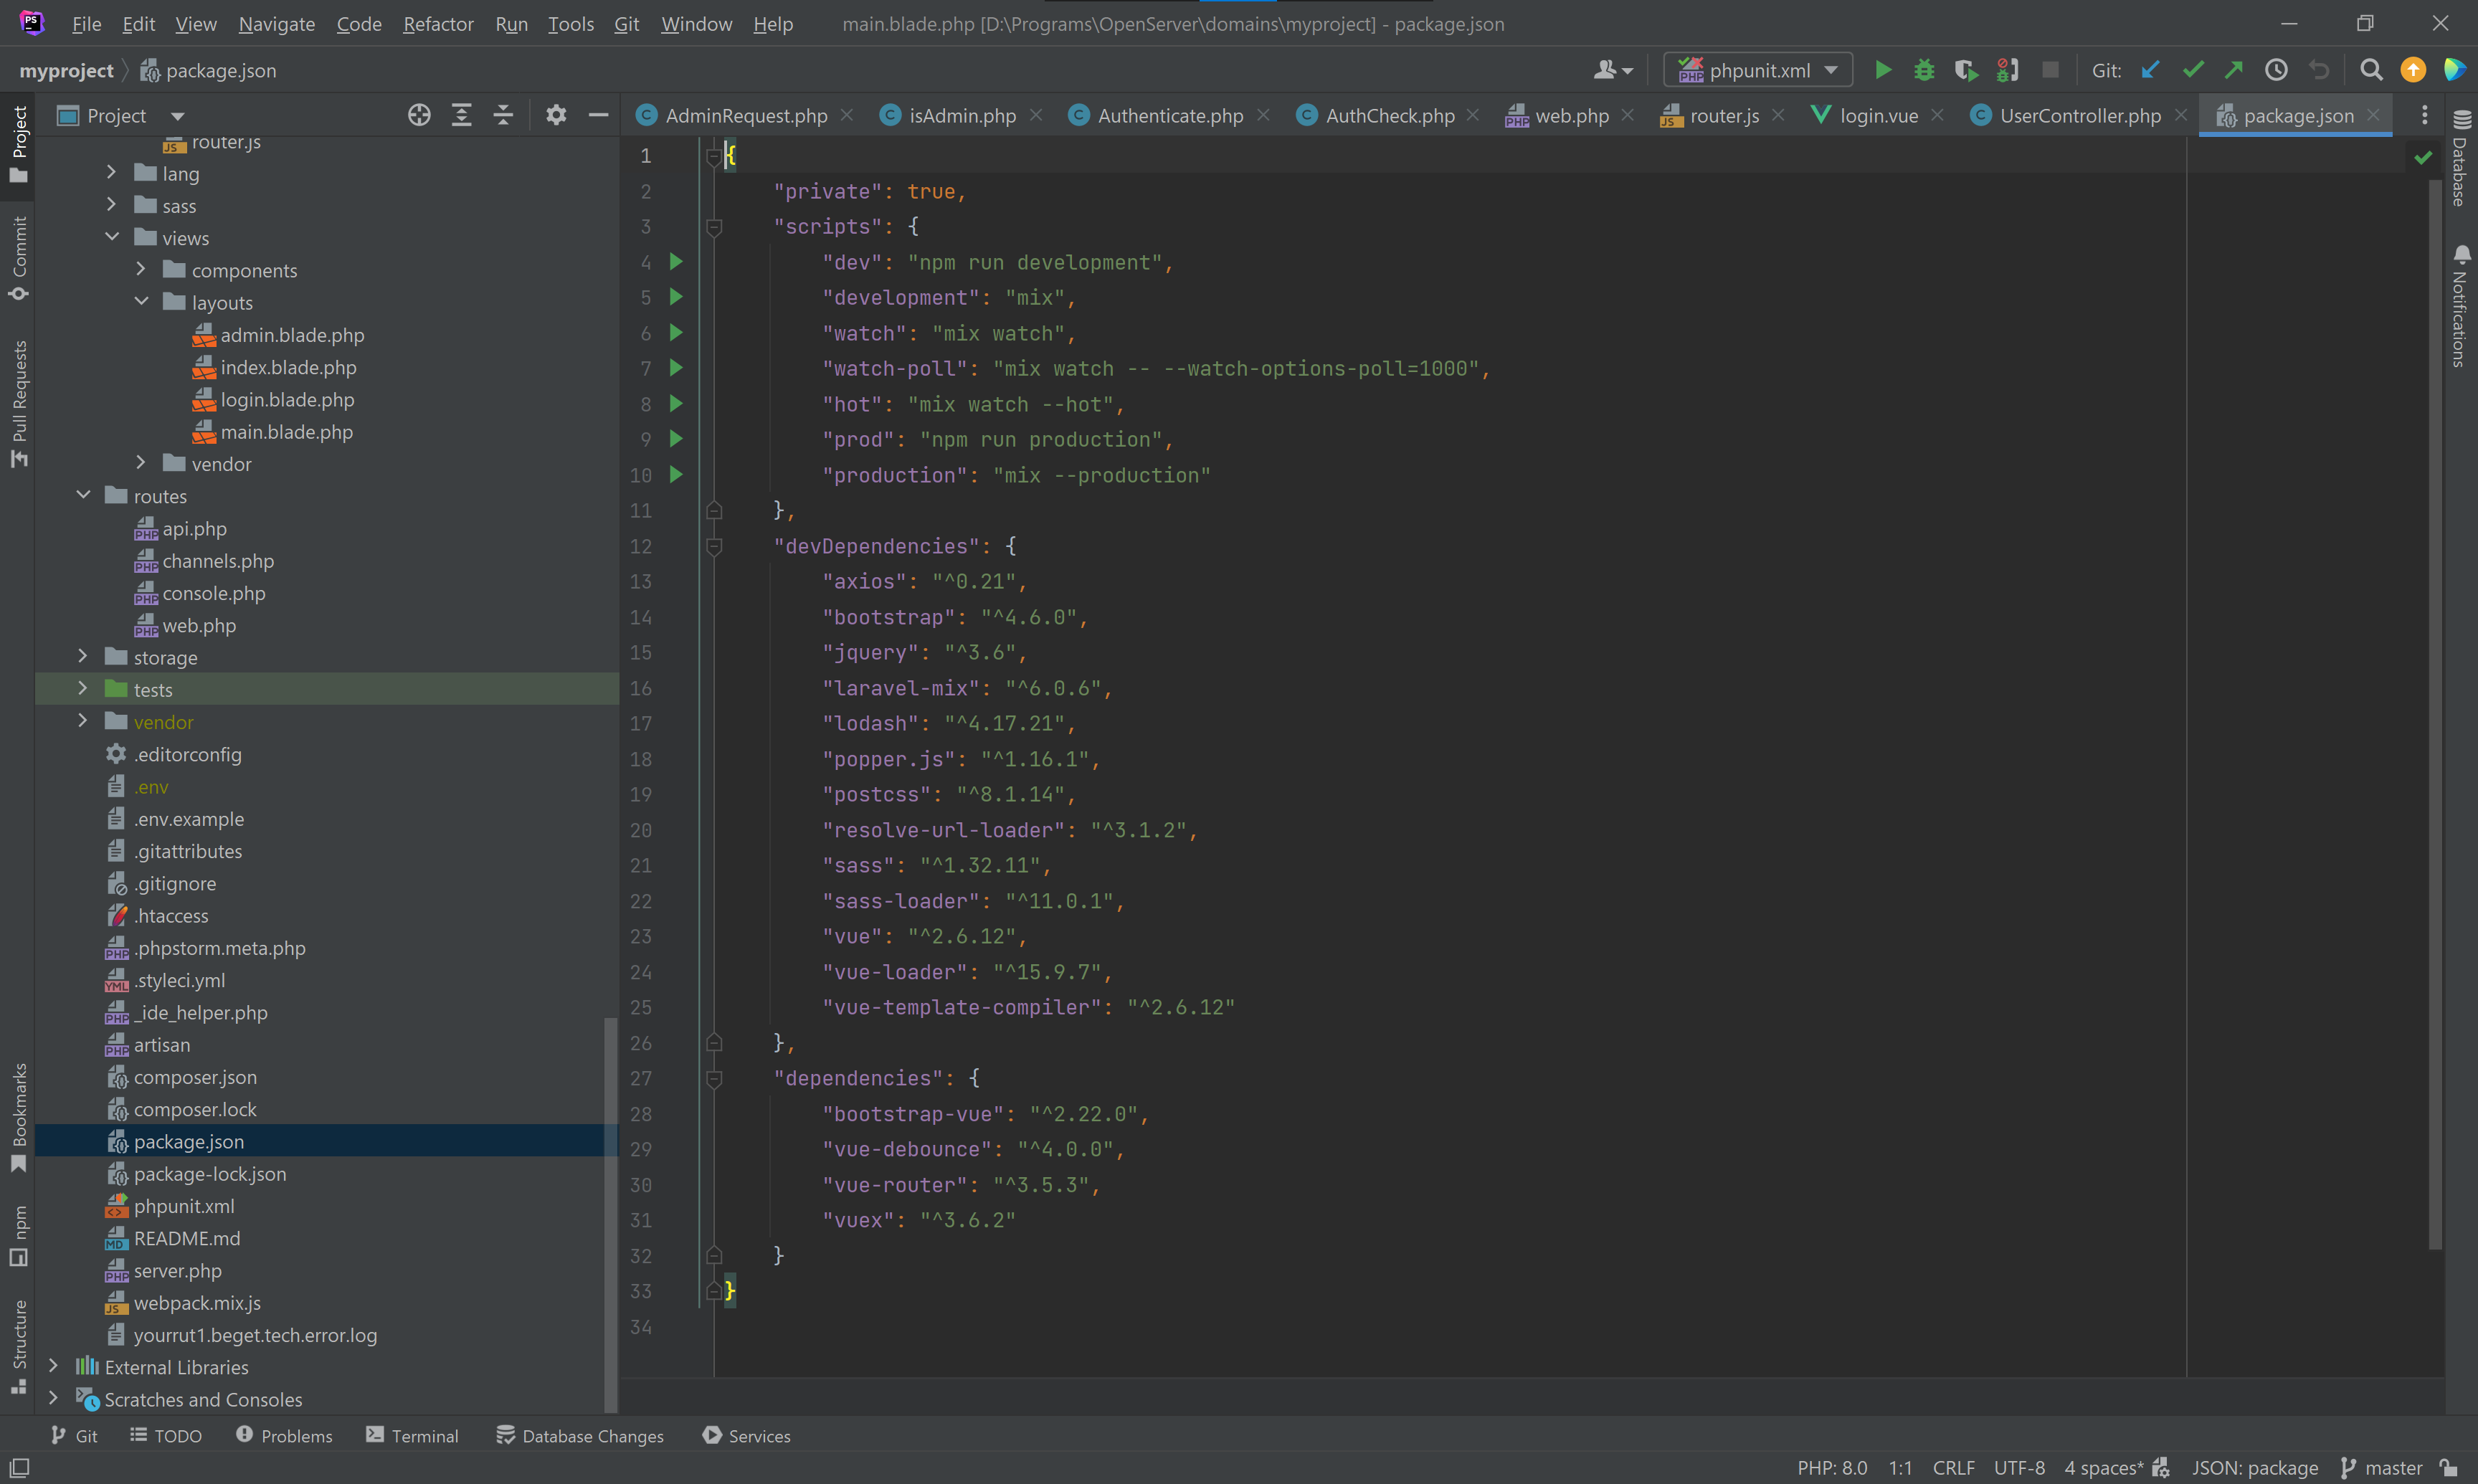 File Edit View Navigate Code Refactor Run Tools Git Window Help main.blade.php [D:\Programs\OpenServer\domains\myproject] - package.json
myproject package.json phpunit.xml Git:
Project
AdminRequest.php isAdmin.php Authenticate.php AuthCheck.php web.php router.js login.vue UserController.php package.json
Project
Commit
Pull Requests
Bookmarks
npm
Structure
router.js
lang
sass
views
components
layouts
admin.blade.php
index.blade.php
login.blade.php
main.blade.php
vendor
routes
api.php
channels.php
console.php
web.php
storage
tests
vendor
.editorconfig
.env
.env.example
.gitattributes
.gitignore
.htaccess
.phpstorm.meta.php
.styleci.yml
_ide_helper.php
artisan
composer.json
composer.lock
package.json
package-lock.json
phpunit.xml
README.md
server.php
webpack.mix.js
yourrut1.beget.tech.error.log
External Libraries
Scratches and Consoles
1 {
2 "private": true,
3 "scripts": {
4 "dev": "npm run development",
5 "development": "mix",
6 "watch": "mix watch",
7 "watch-poll": "mix watch -- --watch-options-poll=1000",
8 "hot": "mix watch --hot",
9 "prod": "npm run production",
10 "production": "mix --production"
11 },
12 "devDependencies": {
13 "axios": "^0.21",
14 "bootstrap": "^4.6.0",
15 "jquery": "^3.6",
16 "laravel-mix": "^6.0.6",
17 "lodash": "^4.17.21",
18 "popper.js": "^1.16.1",
19 "postcss": "^8.1.14",
20 "resolve-url-loader": "^3.1.2",
21 "sass": "^1.32.11",
22 "sass-loader": "^11.0.1",
23 "vue": "^2.6.12",
24 "vue-loader": "^15.9.7",
25 "vue-template-compiler": "^2.6.12"
26 },
27 "dependencies": {
28 "bootstrap-vue": "^2.22.0",
29 "vue-debounce": "^4.0.0",
30 "vue-router": "^3.5.3",
31 "vuex": "^3.6.2"
32 }
33 }
34
Database
Notifications
Git TODO Problems Terminal Database Changes Services
PHP: 8.0 1:1 CRLF UTF-8 4 spaces* JSON: package master